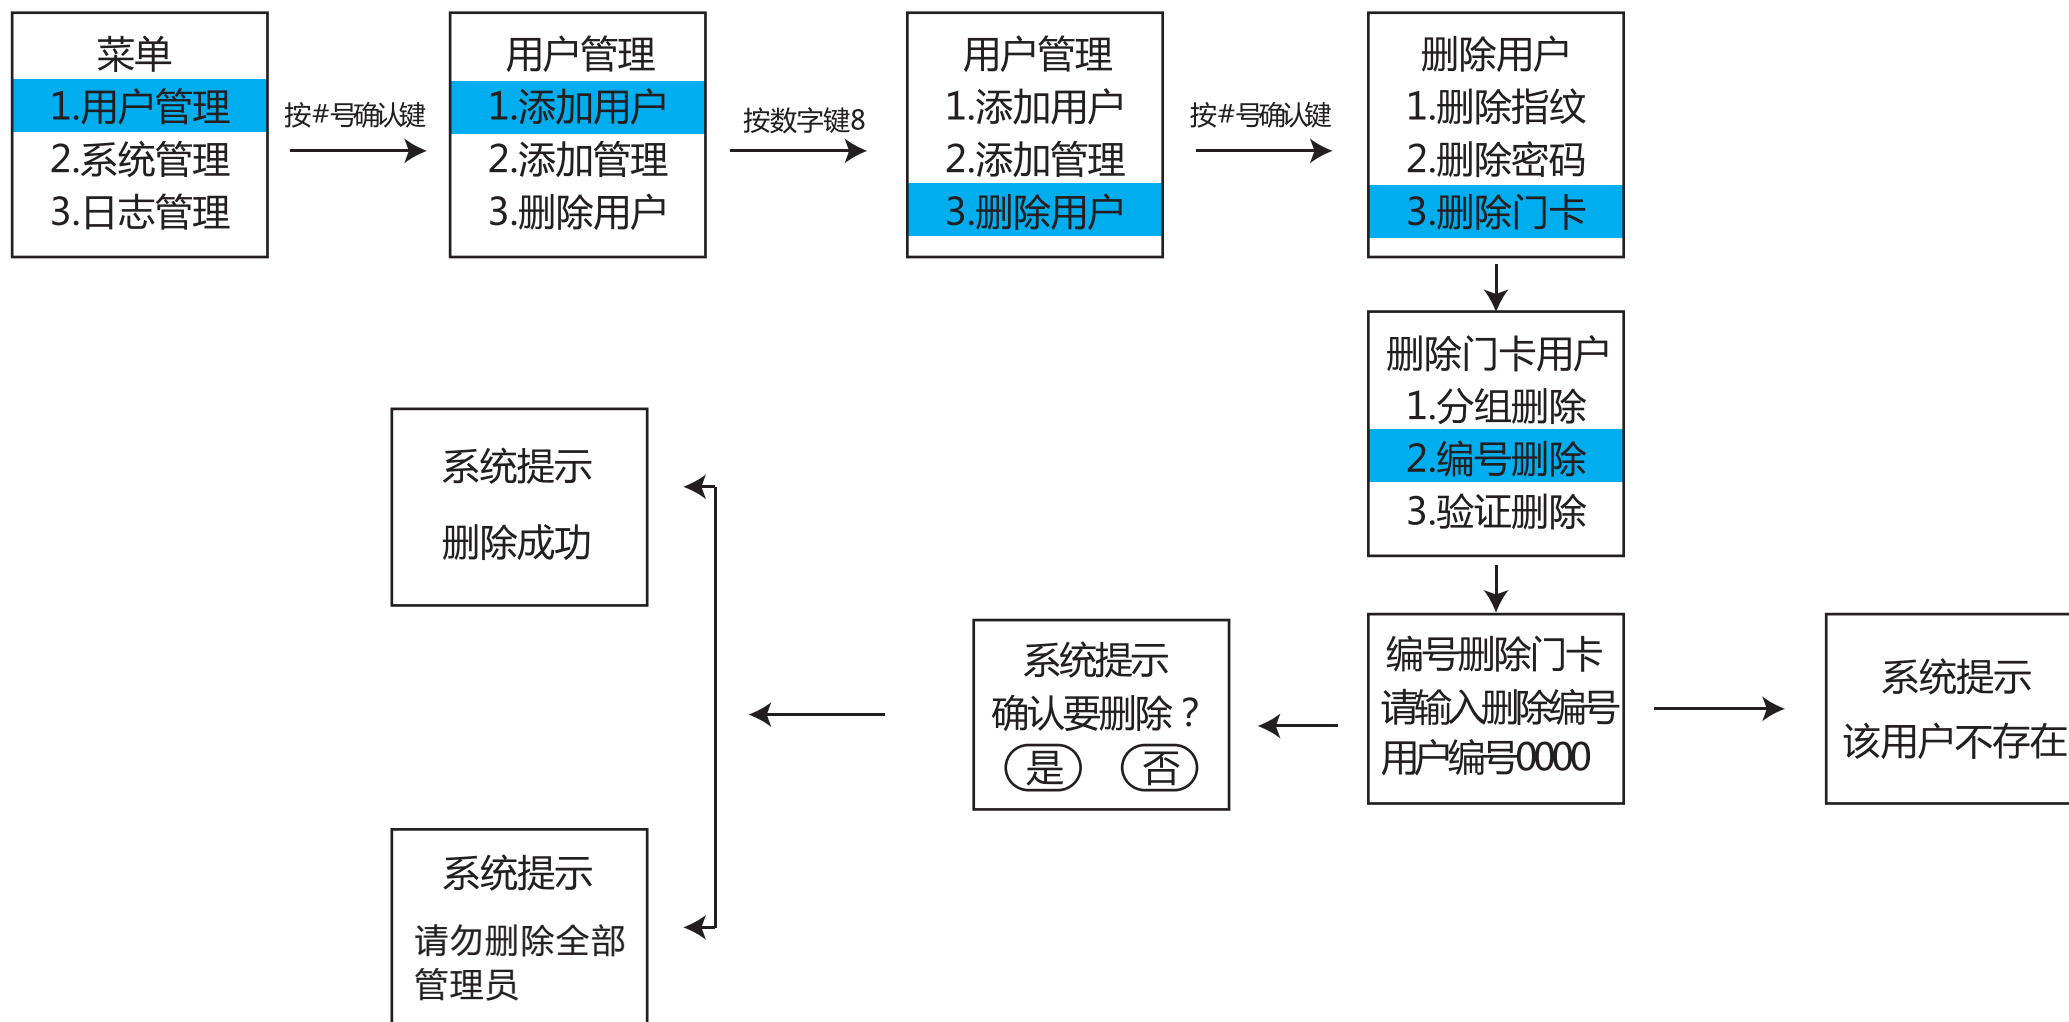 菜单
1.用户管理
2.系统管理
3.日志管理
按#号确认键
用户管理
1.添加用户
2.添加管理
3.删除用户
按数字键8
用户管理
1.添加用户
2.添加管理
3.删除用户
按#号确认键
删除用户
1.删除指纹
2.删除密码
3.删除门卡
删除门卡用户
1.分组删除
2.编号删除
3.验证删除
编号删除门卡
请输入删除编号
用户编号0000
系统提示
该用户不存在
系统提示
确认要删除？
是 否
系统提示
删除成功
系统提示
请勿删除全部
管理员